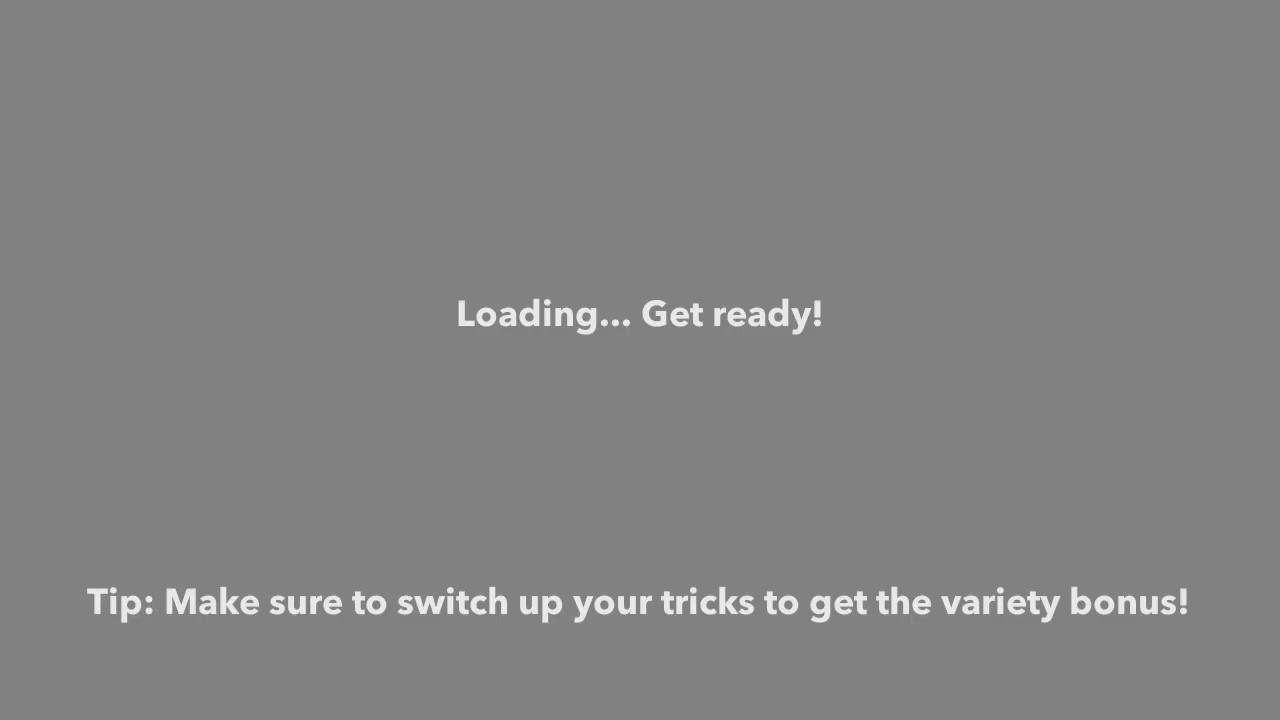 Loading... Get ready!
Tip: Make sure to switch up your tricks to get the variety bonus!